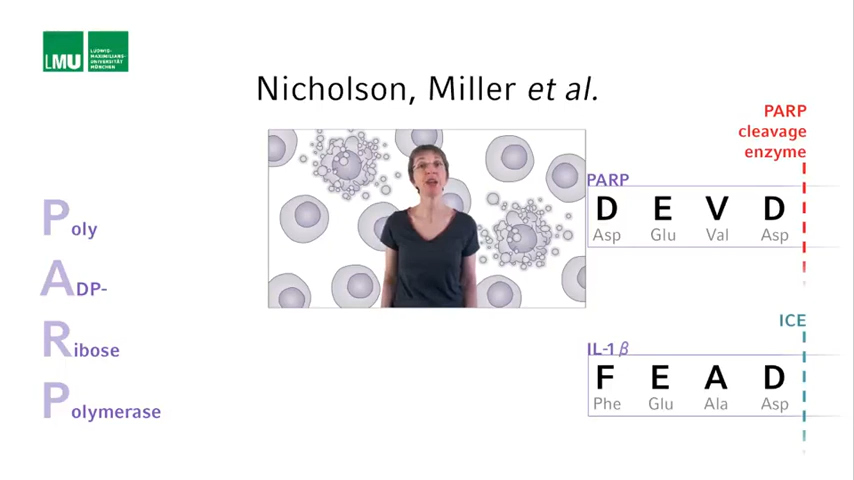 LMU
LUDWIG-
MAXIMILIANS-
UNIVERSITÄT
MÜNCHEN
Nicholson, Miller et al.
Poly
ADP-
Ribose
Polymerase
PARP
cleavage
enzyme
PARP
D E V D
Asp Glu Val Asp
ICE
IL-1 β
F E A D
Phe Glu Ala Asp